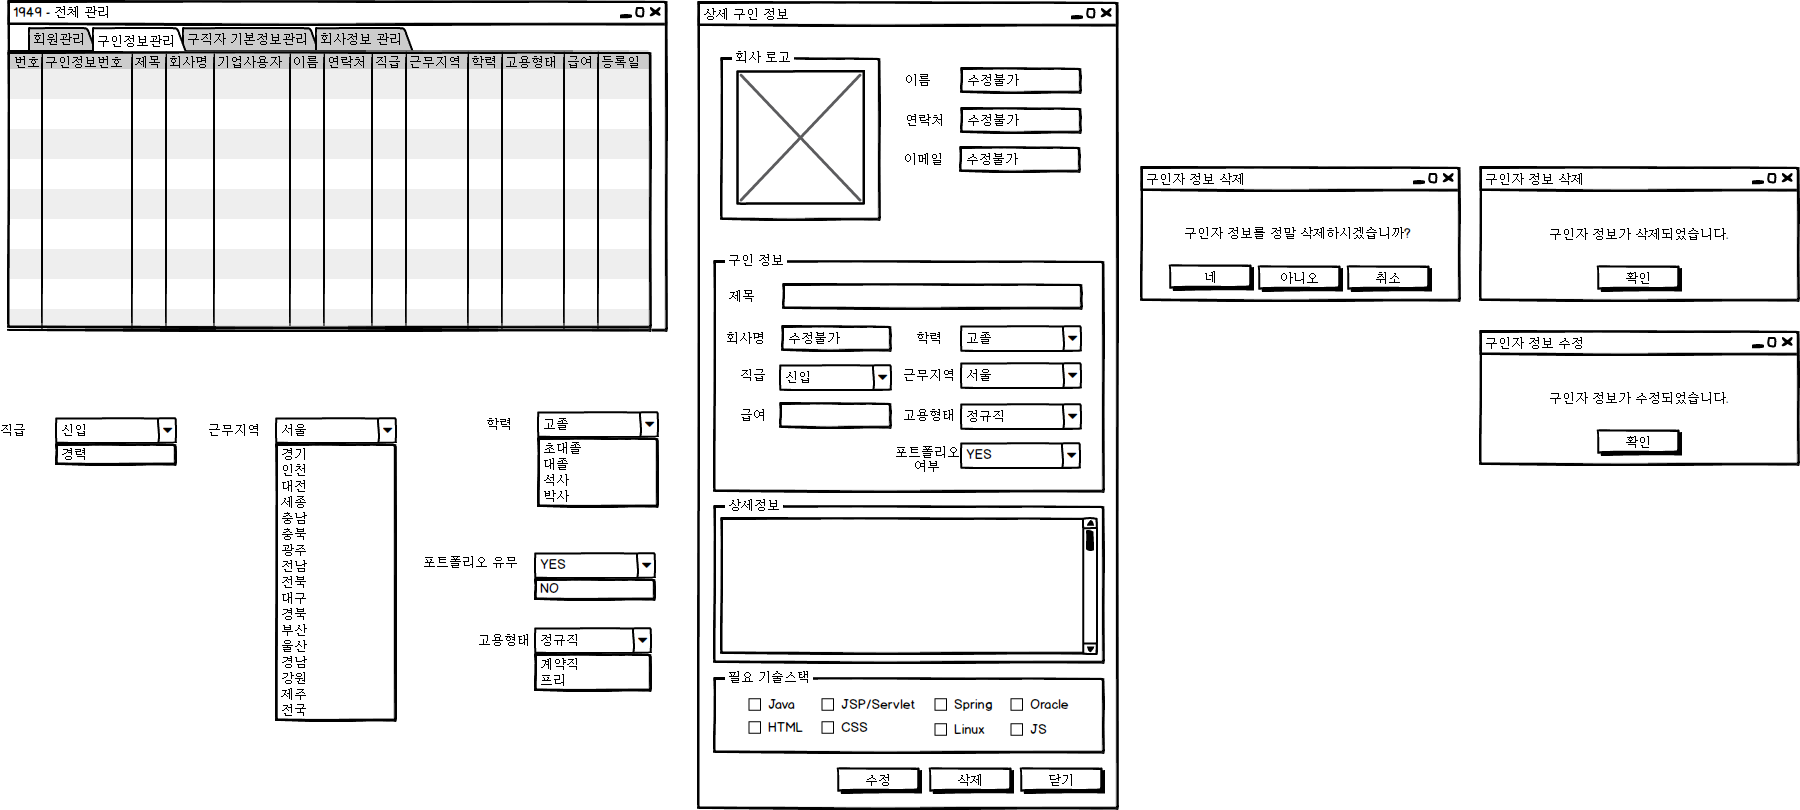 1949 - 전체 관리
회원관리 구인정보관리 구직자 기본정보관리 회사정보 관리
번호 구인정보번호 제목 회사명 기업사용자 이름 연락처 직급 근무지역 학력 고용형태 급여 등록일
직급 신입
경력
근무지역 서울
경기
인천
대전
세종
충남
충북
광주
전남
전북
대구
경북
부산
울산
경남
강원
제주
전국
학력 고졸
초대졸
대졸
석사
박사
포트폴리오 유무 YES
NO
고용형태 정규직
계약직
프리
상세 구인 정보
회사 로고
이름 수정불가
연락처 수정불가
이메일 수정불가
구인 정보
제목
회사명 수정불가 학력 고졸
직급 신입 근무지역 서울
급여 고용형태 정규직
포트폴리오 YES
여부
상세정보
필요 기술스택
Java JSP/Servlet Spring Oracle
HTML CSS Linux JS
수정 삭제 닫기
구인자 정보 삭제
구인자 정보를 정말 삭제하시겠습니까?
네 아니오 취소
구인자 정보 삭제
구인자 정보가 삭제되었습니다.
확인
구인자 정보 수정
구인자 정보가 수정되었습니다.
확인